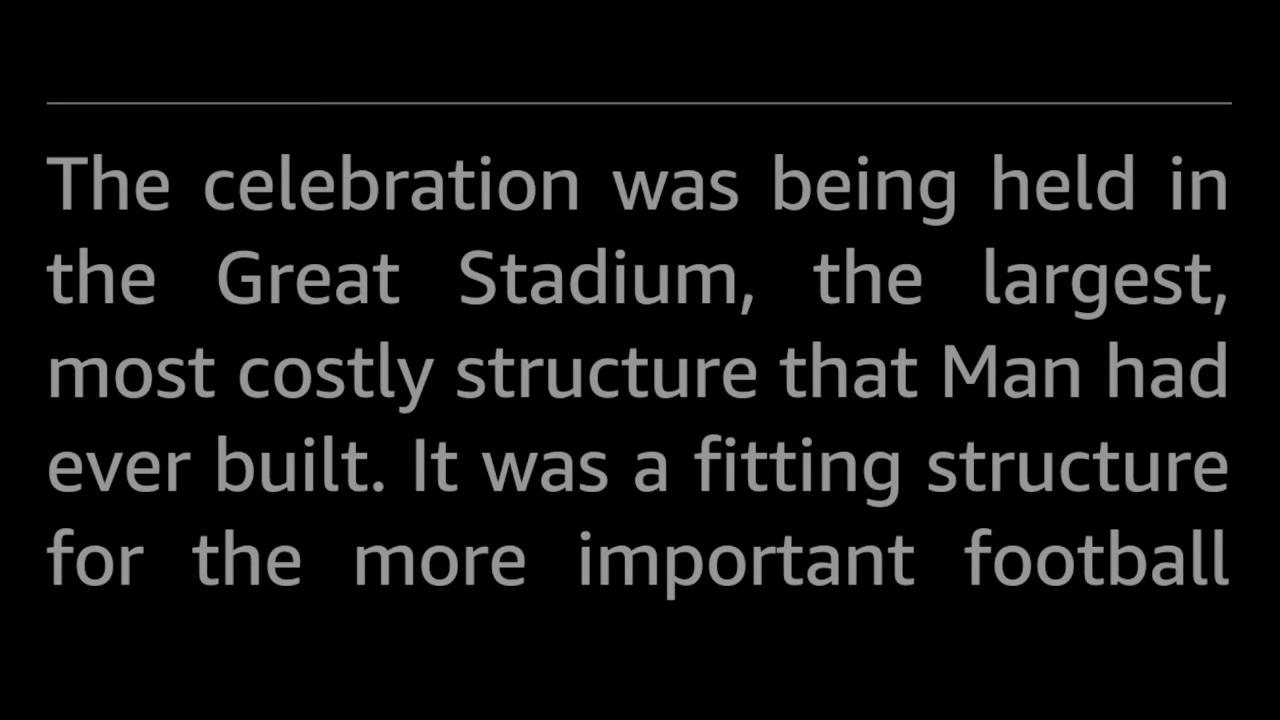 The celebration was being held in
the Great Stadium, the largest,
most costly structure that Man had
ever built. It was a fitting structure
for the more important football